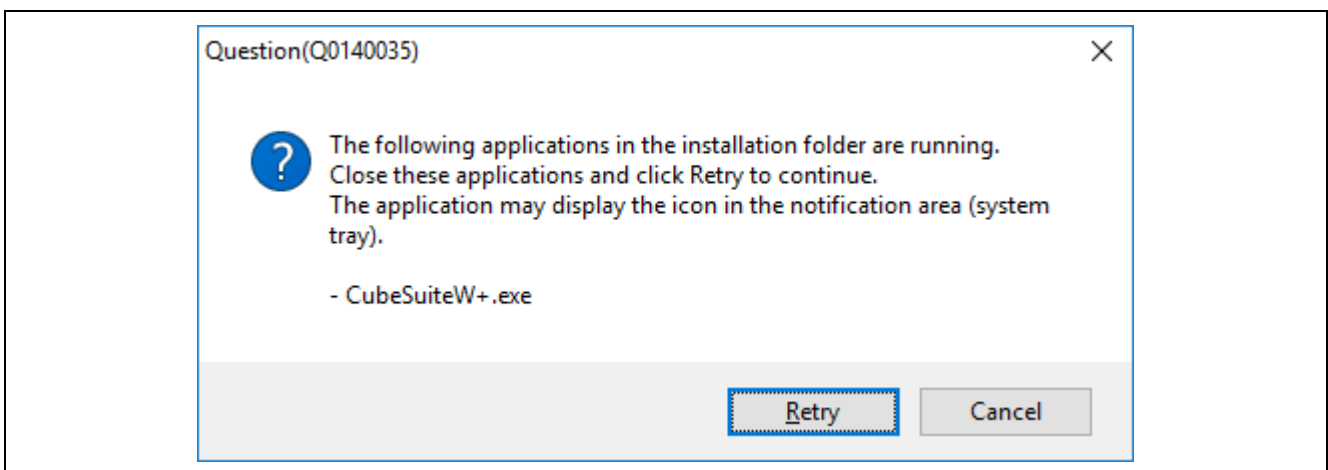 Question(Q0140035)
The following applications in the installation folder are running.
Close these applications and click Retry to continue.
The application may display the icon in the notification area (system
tray).
- CubeSuiteW+.exe
Retry
Cancel